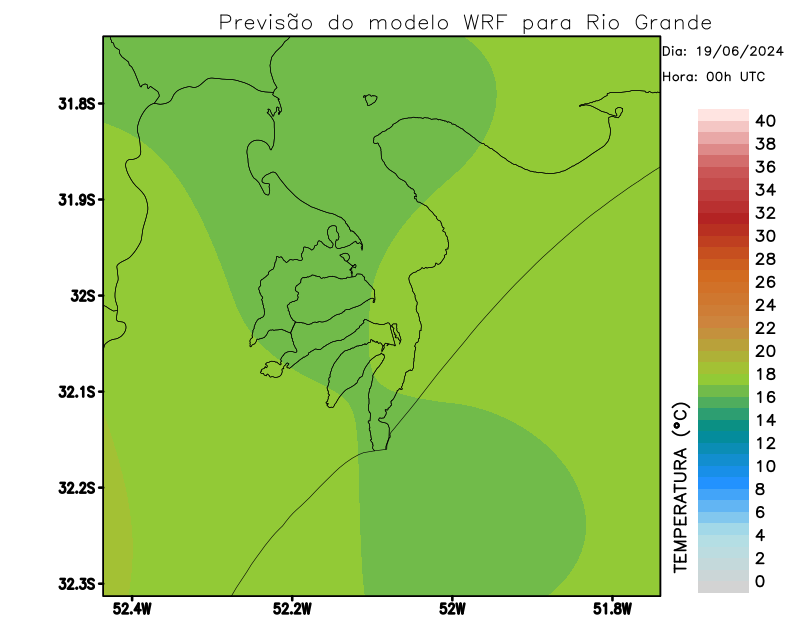 Previsão do modelo WRF para Rio Grande
Dia: 19/06/2024
Hora: 00h UTC
31.8S
31.9S
32S
32.1S
32.2S
32.3S
52.4W
52.2W
52W
51.8W
TEMPERATURA (°C)
40
38
36
34
32
30
28
26
24
22
20
18
16
14
12
10
8
6
4
2
0